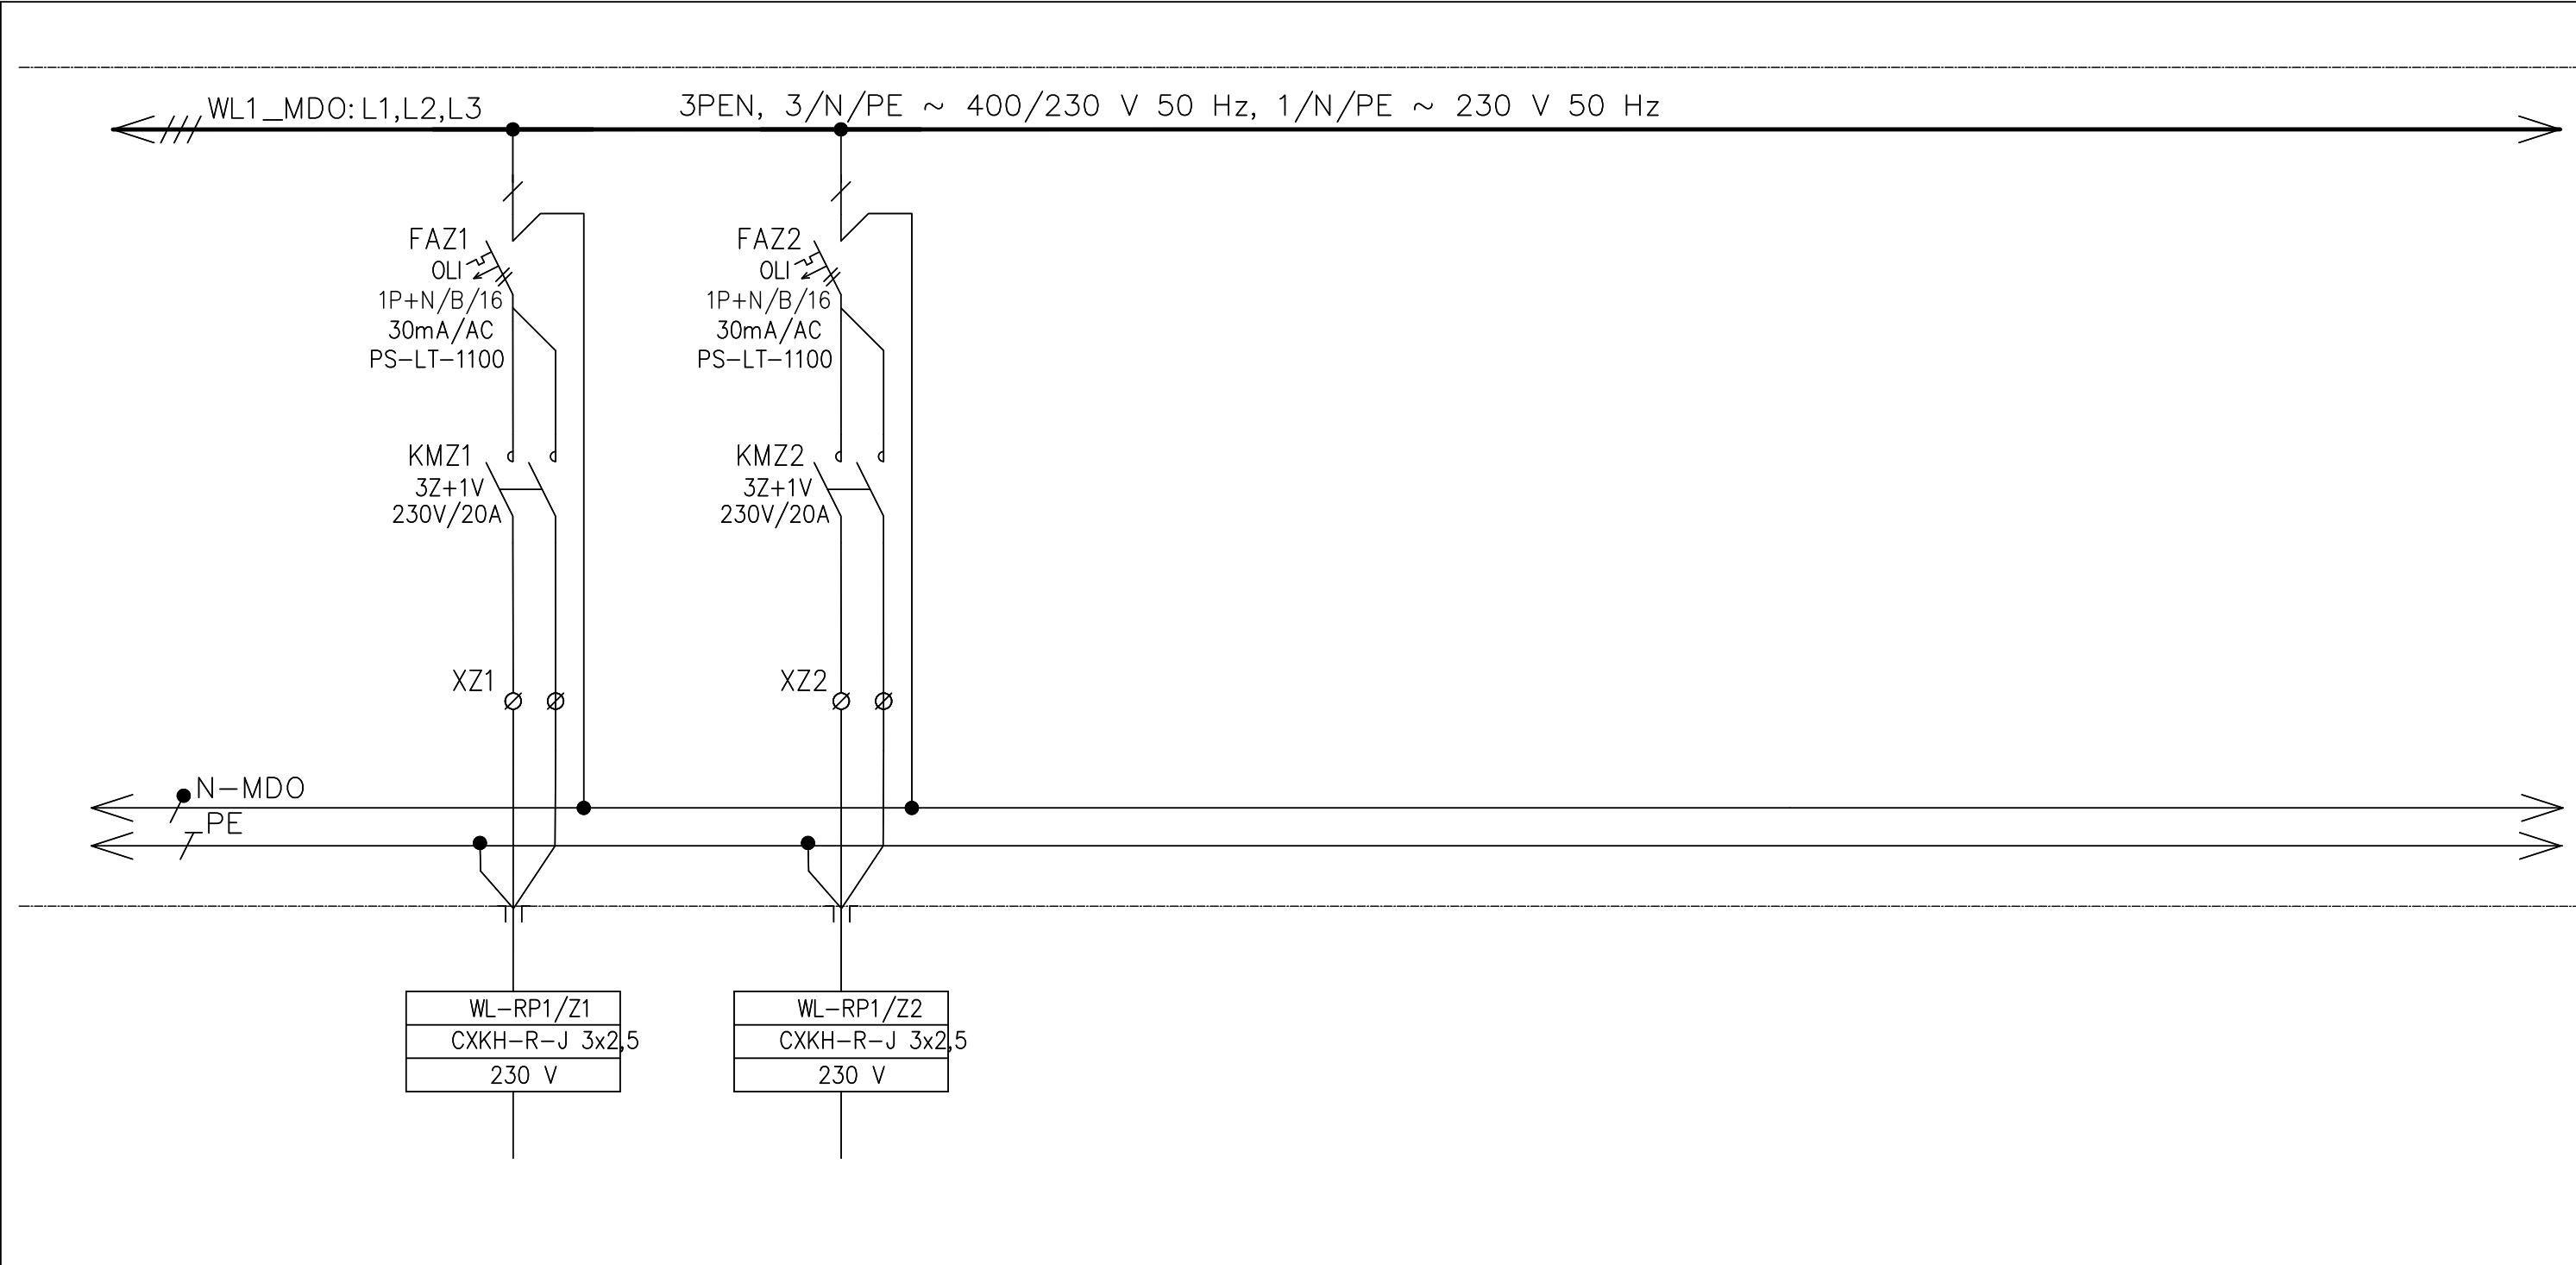 WL1_MDO: L1,L2,L3
3PEN, 3/N/PE ~ 400/230 V 50 Hz, 1/N/PE ~ 230 V 50 Hz
FAZ1
OLI
1P+N/B/16
30mA/AC
PS-LT-1100
FAZ2
OLI
1P+N/B/16
30mA/AC
PS-LT-1100
KMZ1
3Z+1V
230V/20A
KMZ2
3Z+1V
230V/20A
XZ1
XZ2
N-MDO
PE
WL-RP1/Z1
CXKH-R-J 3x2,5
230 V
WL-RP1/Z2
CXKH-R-J 3x2,5
230 V